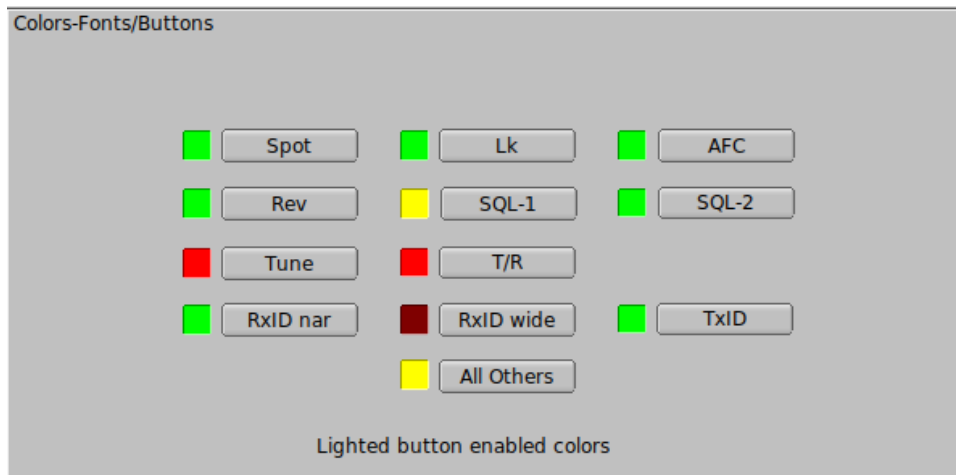 Colors-Fonts/Buttons
Spot Lk AFC
Rev SQL-1 SQL-2
Tune T/R
RxID nar RxID wide TxID
All Others
Lighted button enabled colors